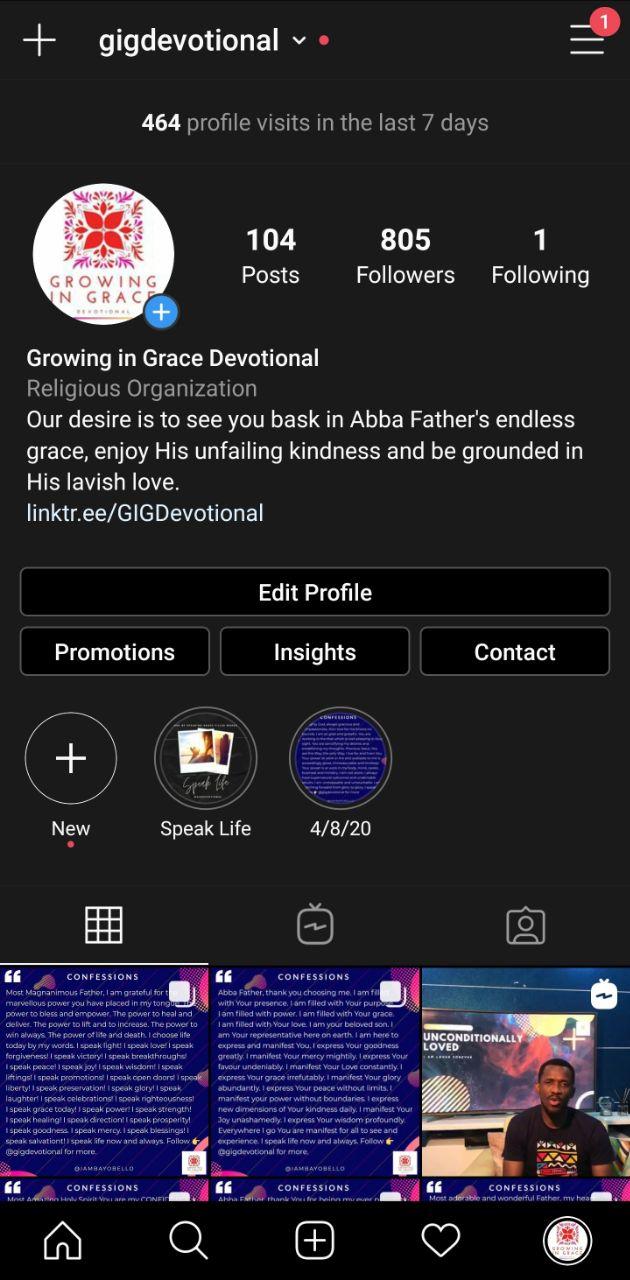 gigdevotional
1
464 profile visits in the last 7 days
GROWING
IN GRACE
DEVOTIONAL
104
Posts
805
Followers
1
Following
Growing in Grace Devotional
Religious Organization
Our desire is to see you bask in Abba Father's endless
grace, enjoy His unfailing kindness and be grounded in
His lavish love.
linktr.ee/GIGDevotional
Edit Profile
Promotions
Insights
Contact
Speak life
CONFESSIONS
New
Speak Life
4/8/20
CONFESSIONS
Most Magnanimous Father, I am grateful for the
marvellous power you have placed in my tongue.
power to bless and empower. The power to heal and
deliver. The power to lift and to increase. The power to
win always. The power of life and death. I choose life
today by my words. I speak light! I speak love! I speak
forgiveness! I speak victory! I speak breakthroughs!
I speak peace! I speak joy! I speak wisdom! I speak
liftings! I speak promotions! I speak open doors! I speak
liberty! I speak preservation! I speak glory! I speak
laughter! I speak celebrations! I speak righteousness!
I speak grace today! I speak power! I speak strength!
I speak healing! I speak direction! I speak prosperity!
I speak goodness. I speak mercy. I speak blessings! I
speak salvation!! I speak life now and always. Follow
@gigdevotional for more.
@IAMBAYOBELLO
CONFESSIONS
Abba Father, thank you choosing me. I am filled
with Your presence. I am filled with Your purpose
I am filled with power. I am filled with Your grace.
I am filled with Your love. I am your beloved son. I
am Your representative here on earth. I am here to
express and manifest You. I express Your goodness
greatly. I manifest Your mercy mightily. I express Your
favour undeniably. I manifest Your Love constantly. I
express Your grace irrefutably. I manifest Your glory
abundantly. I express Your peace without limits. I
manifest your power without boundaries. I express
new dimensions of Your kindness daily. I manifest Your
Joy unashamedly. I express Your wisdom profoundly.
Everywhere I go You are manifest for all to see and
experience. I speak life now and always. Follow
@gigdevotional for more.
@IAMBAYOBELLO
UNCONDITIONALLY
LOVED
I AM LOVED FOREVER
CONFESSIONS
Most Amazing Holy Spirit You are my
CONFESSIONS
Abba Father, thank You for being my ever
CONFESSIONS
Most adorable and wonderful Father, my
GROWING
IN GRACE